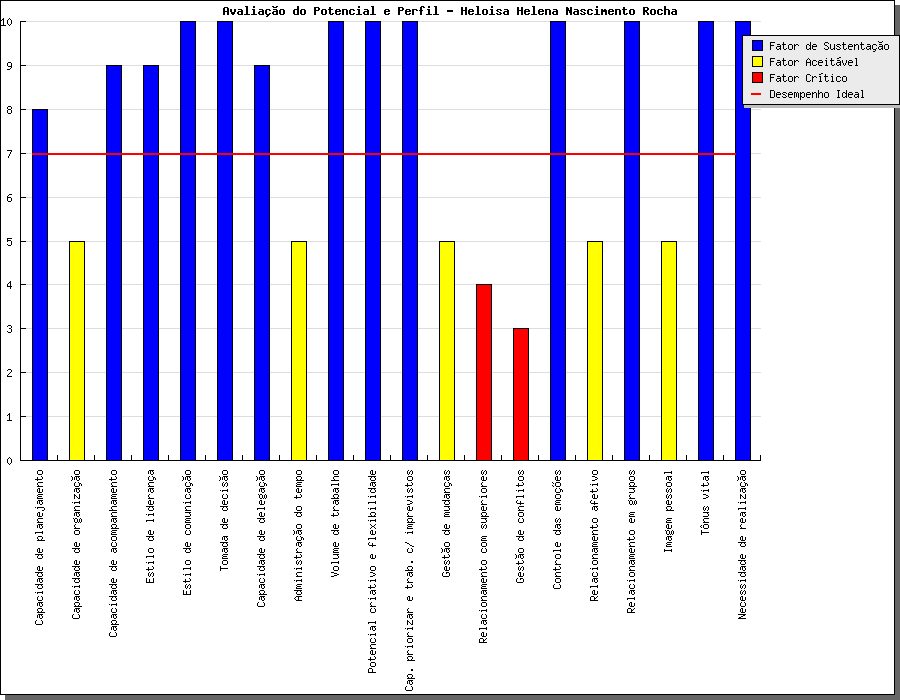 Avaliação do Potencial e Perfil - Heloisa Helena Nascimento Rocha
Fator de Sustentação
Fator Aceitável
Fator Crítico
Desempenho Ideal
10
9
8
7
6
5
4
3
2
1
0
Capacidade de planejamento
Capacidade de organização
Capacidade de acompanhamento
Estilo de liderança
Estilo de comunicação
Tomada de decisão
Capacidade de delegação
Administração do tempo
Volume de trabalho
Potencial criativo e flexibilidade
Cap. priorizar e trab. c/ imprevistos
Gestão de mudanças
Relacionamento com superiores
Gestão de conflitos
Controle das emoções
Relacionamento afetivo
Relacionamento em grupos
Imagem pessoal
Tônus vital
Necessidade de realização